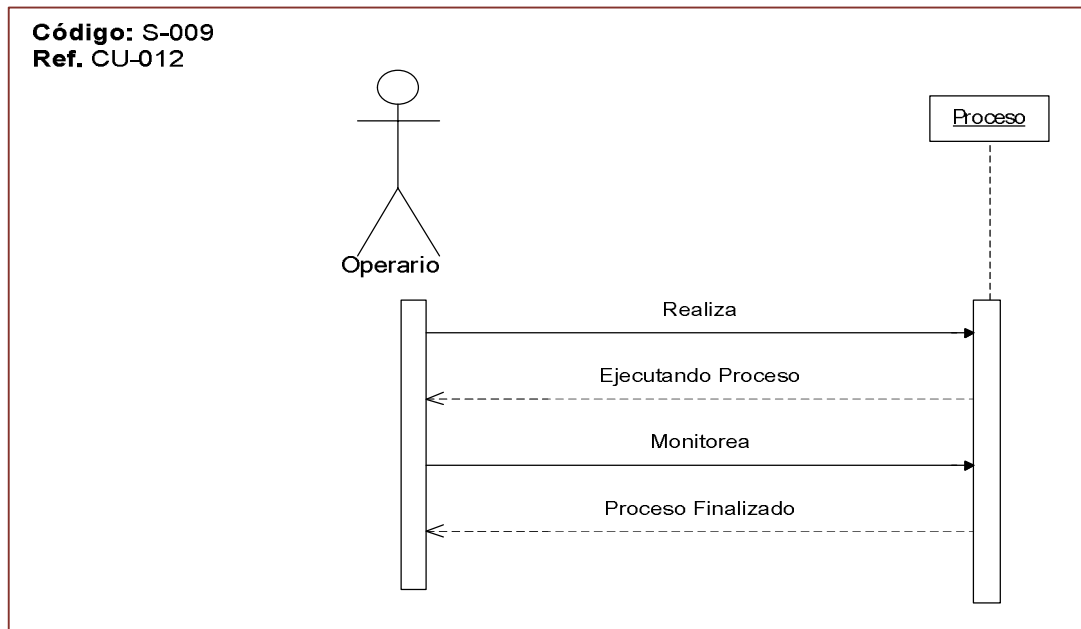 Código: S-009
Ref. CU-012
Proceso
Operario
Realiza
Ejecutando Proceso
Monitorea
Proceso Finalizado